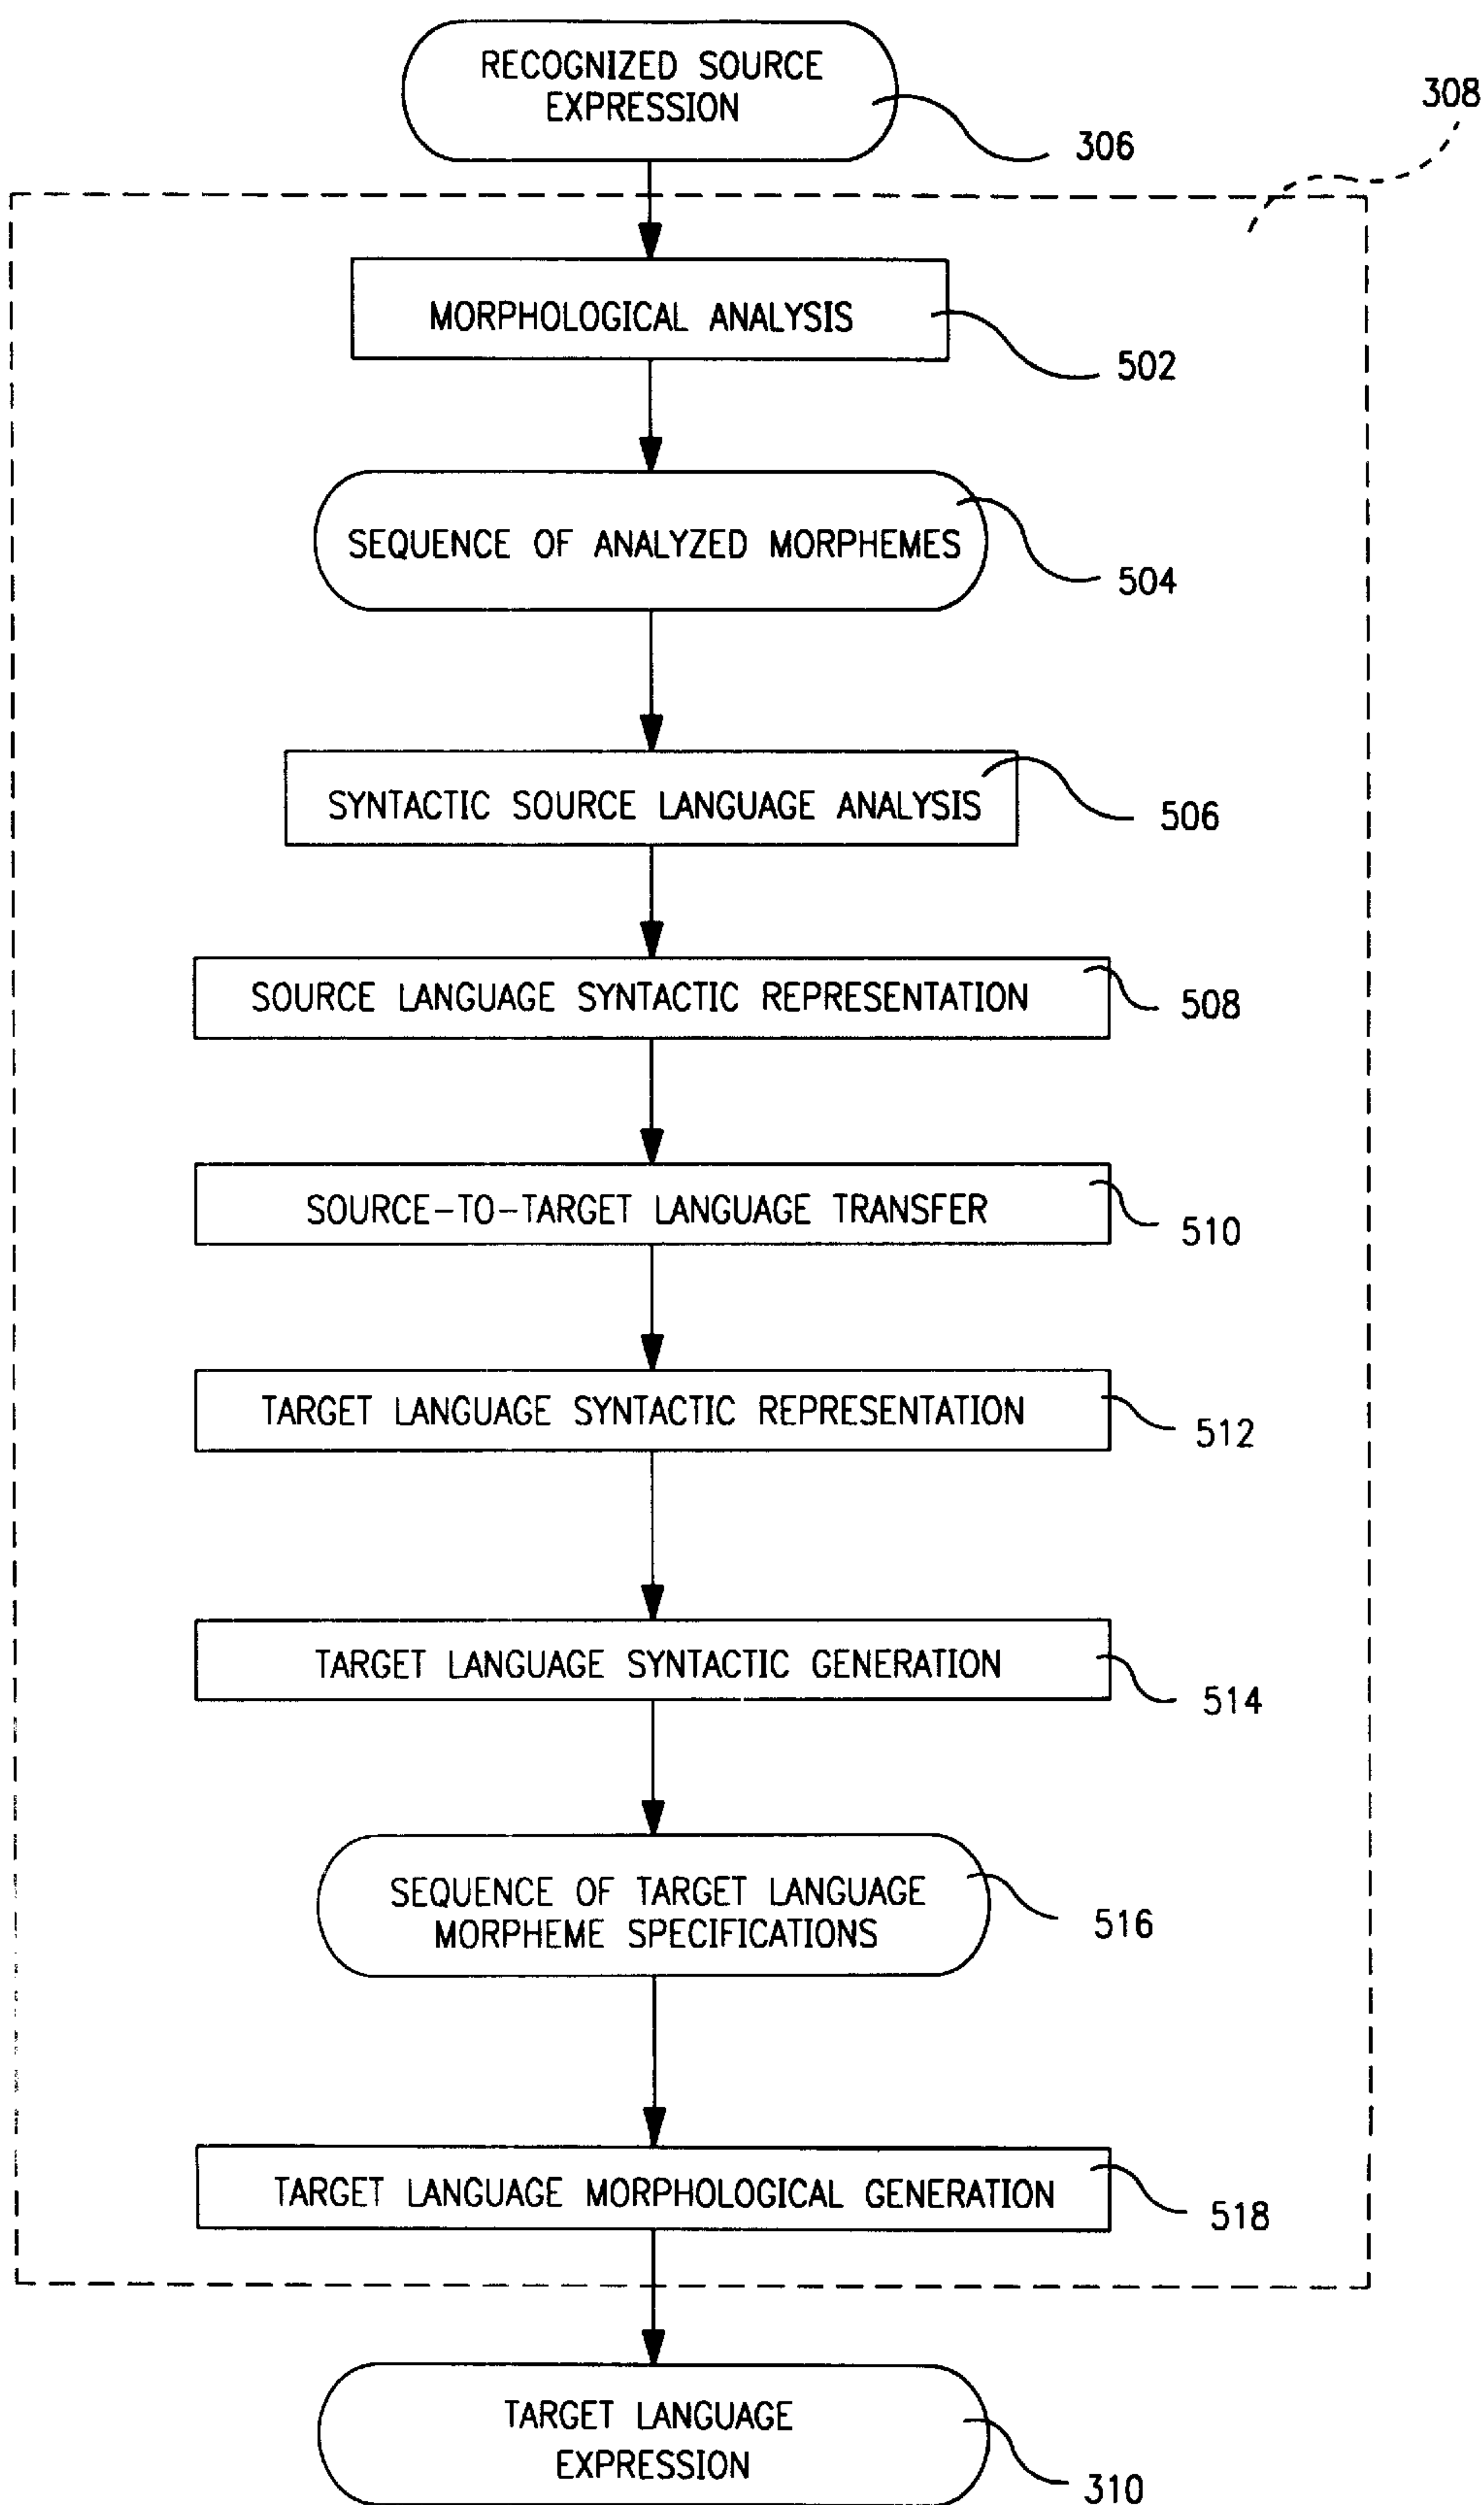 RECOGNIZED SOURCE
EXPRESSION
306
308
MORPHOLOGICAL ANALYSIS
502
SEQUENCE OF ANALYZED MORPHEMES
504
SYNTACTIC SOURCE LANGUAGE ANALYSIS
506
SOURCE LANGUAGE SYNTACTIC REPRESENTATION
508
SOURCE-TO-TARGET LANGUAGE TRANSFER
510
TARGET LANGUAGE SYNTACTIC REPRESENTATION
512
TARGET LANGUAGE SYNTACTIC GENERATION
514
SEQUENCE OF TARGET LANGUAGE
MORPHEME SPECIFICATIONS
516
TARGET LANGUAGE MORPHOLOGICAL GENERATION
518
TARGET LANGUAGE
EXPRESSION
310